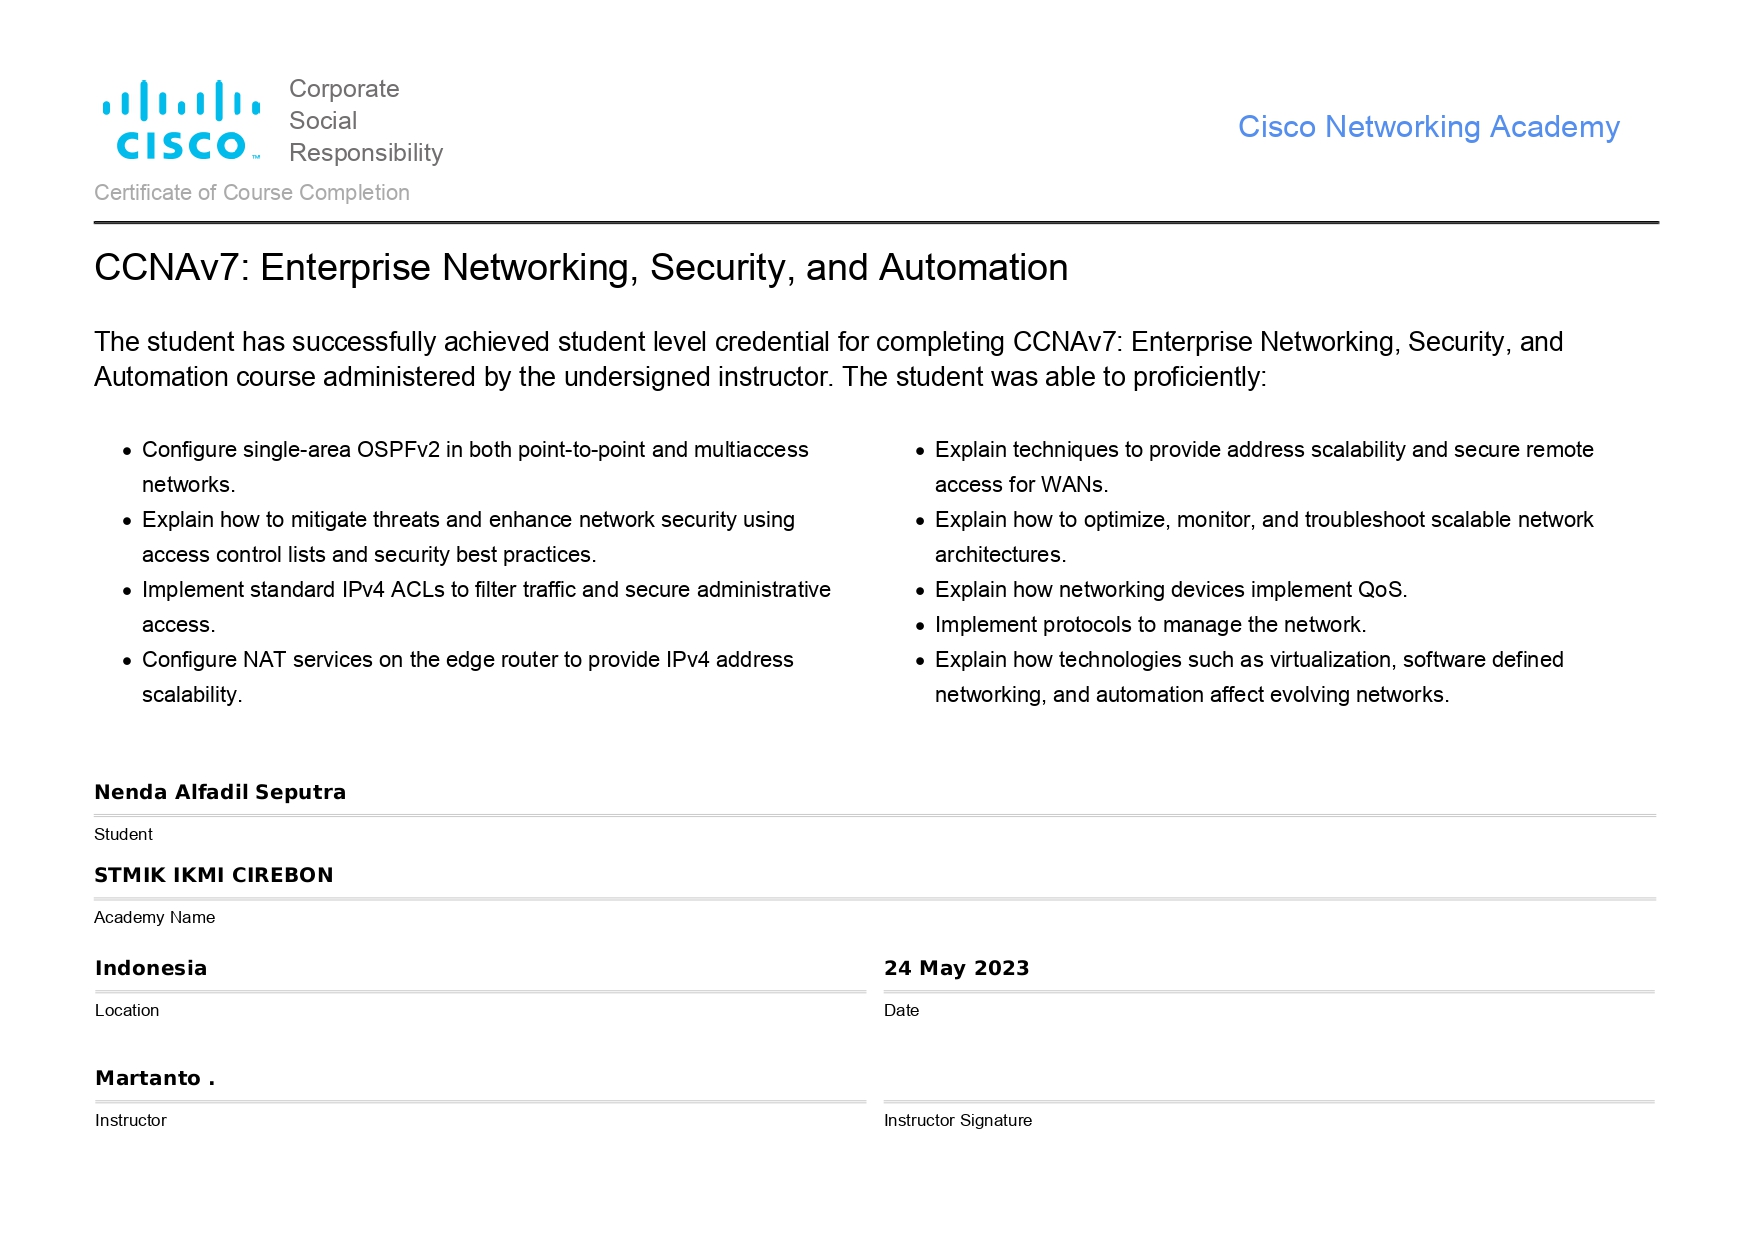 Corporate
Social
Responsibility
CISCO™
Cisco Networking Academy
Certificate of Course Completion
CCNAv7: Enterprise Networking, Security, and Automation
The student has successfully achieved student level credential for completing CCNAv7: Enterprise Networking, Security, and
Automation course administered by the undersigned instructor. The student was able to proficiently:
• Configure single-area OSPFv2 in both point-to-point and multiaccess
networks.
• Explain how to mitigate threats and enhance network security using
access control lists and security best practices.
• Implement standard IPv4 ACLs to filter traffic and secure administrative
access.
• Configure NAT services on the edge router to provide IPv4 address
scalability.
• Explain techniques to provide address scalability and secure remote
access for WANs.
• Explain how to optimize, monitor, and troubleshoot scalable network
architectures.
• Explain how networking devices implement QoS.
• Implement protocols to manage the network.
• Explain how technologies such as virtualization, software defined
networking, and automation affect evolving networks.
Nenda Alfadil Seputra
Student
STMIK IKMI CIREBON
Academy Name
Indonesia
Location
24 May 2023
Date
Martanto .
Instructor
Instructor Signature